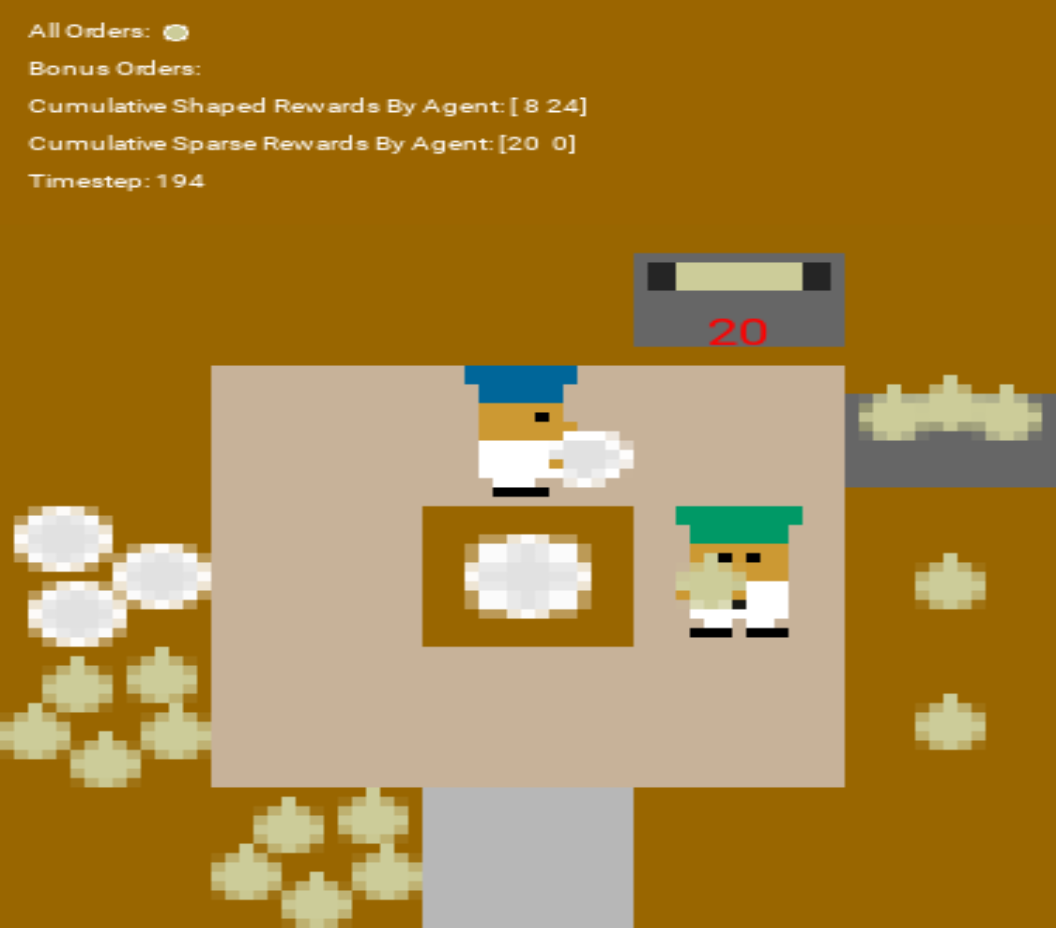 All Orders:
Bonus Orders:
Cumulative Shaped Rewards By Agent: [ 8 24]
Cumulative Sparse Rewards By Agent: [20  0]
Timestep: 194
20